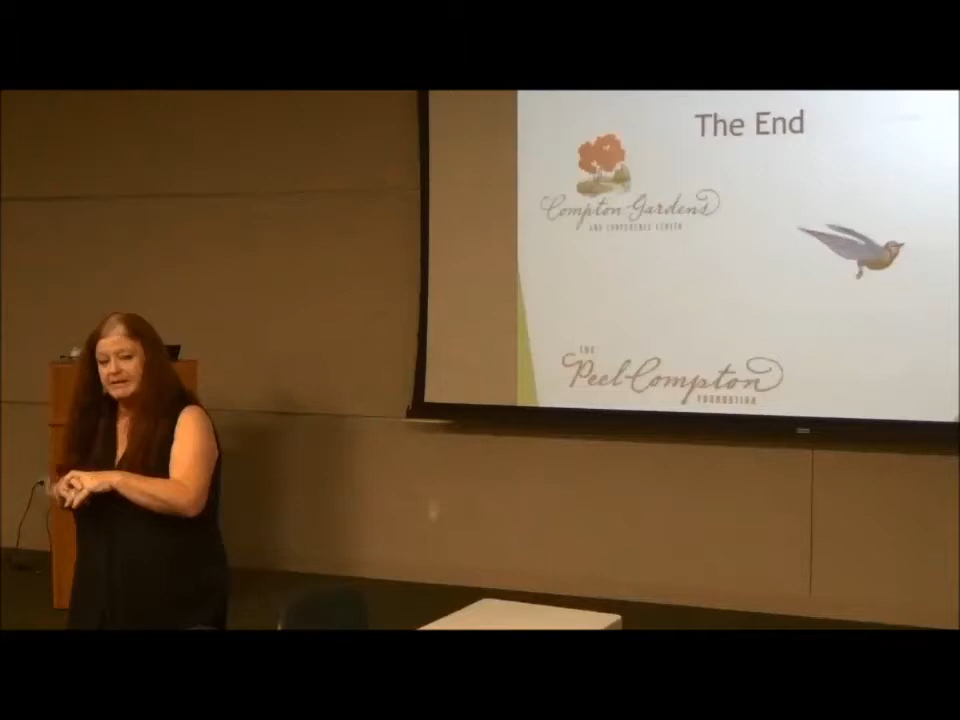 The End
Compton Gardens
AND CONFERENCE CENTER
THE
Peel-Compton
FOUNDATION